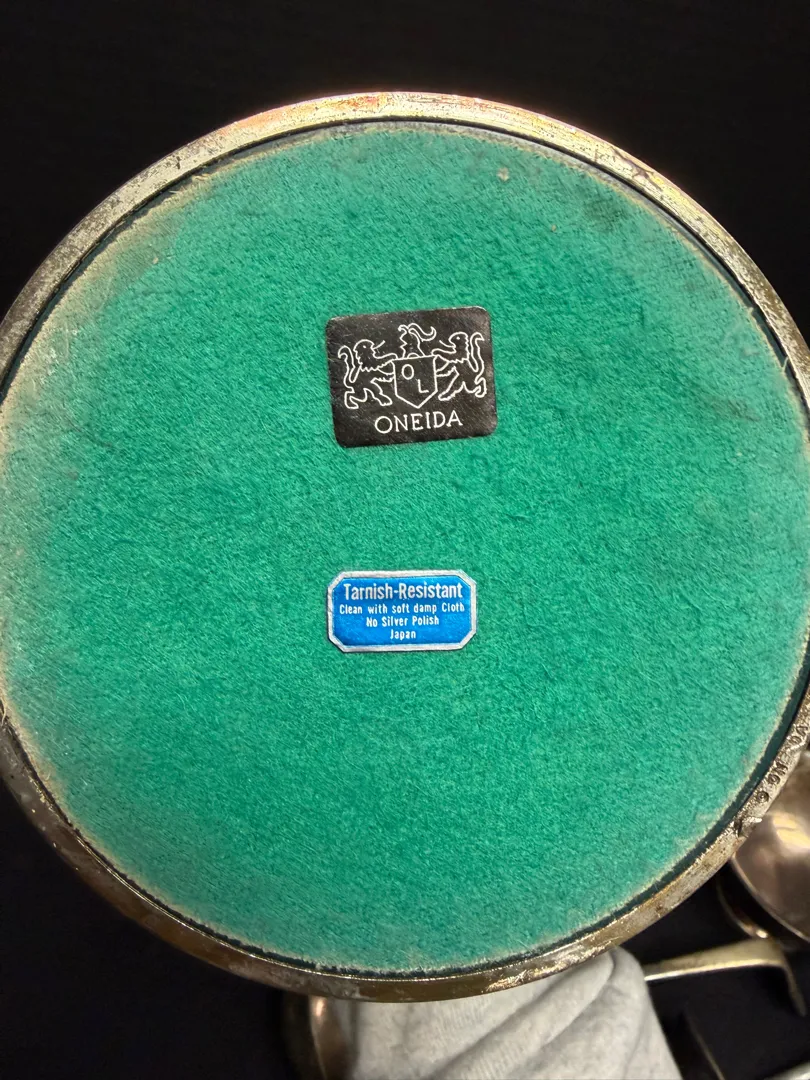 O
L
ONEIDA
Tarnish-Resistant
Clean with soft damp Cloth
No Silver Polish
Japan